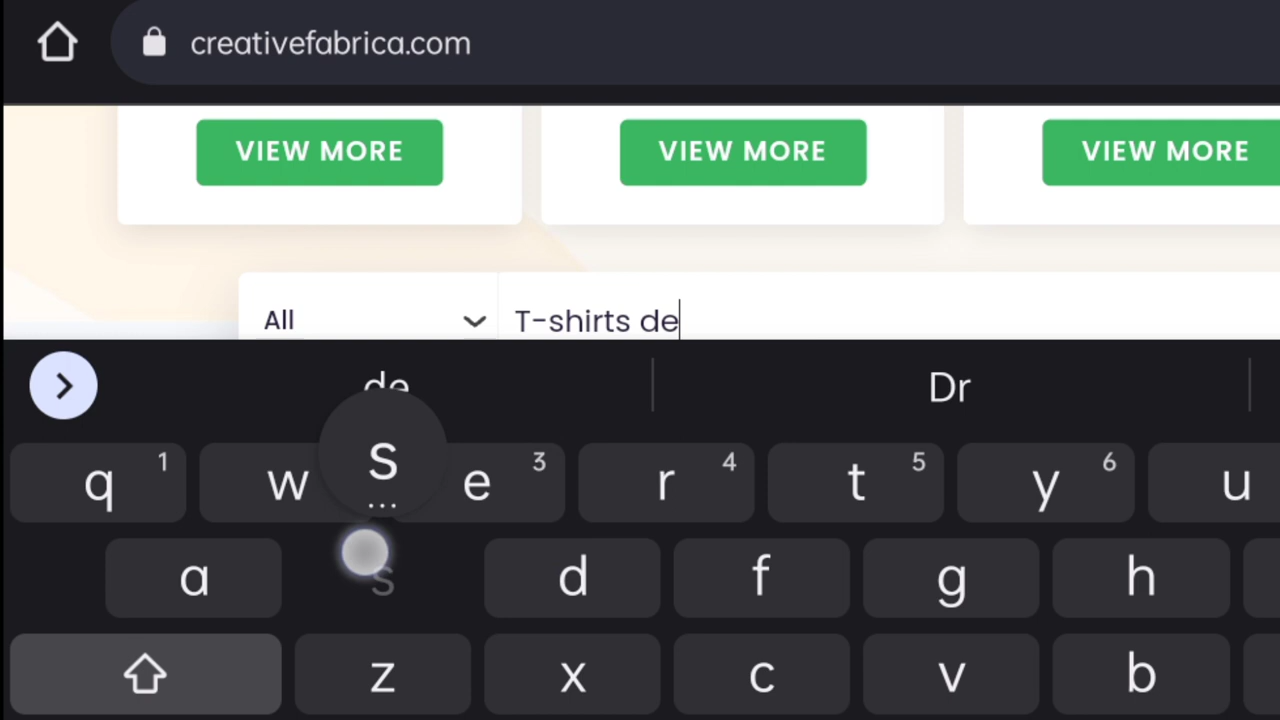 creativefabrica.com
VIEW MORE VIEW MORE VIEW MORE
All T-shirts de
de Dr
s
q 1 w e 3 r 4 t 5 y 6 u
a s d f g h
z x c v b